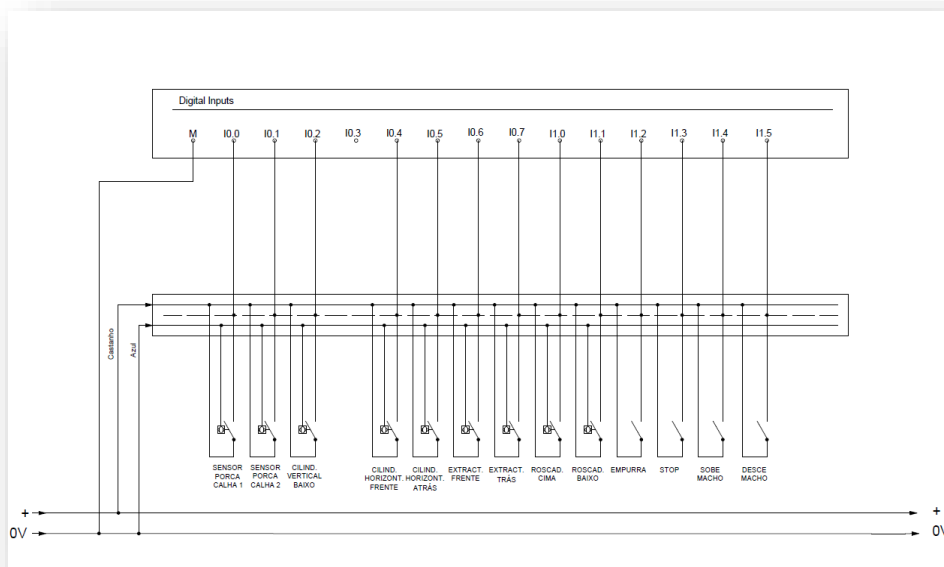 Digital Inputs
M I0.0 I0.1 I0.2 I0.3 I0.4 I0.5 I0.6 I0.7 I1.0 I1.1 I1.2 I1.3 I1.4 I1.5
Castanho
Azul
SENSOR PORCA CALHA 1
SENSOR PORCA CALHA 2
CILIND. VERTICAL BAIXO
CILIND. HORIZONT. FRENTE
CILIND. HORIZONT. ATRÁS
EXTRACT. FRENTE
EXTRACT. TRÁS
ROSCAD. CIMA
ROSCAD. BAIXO
EMPURRA
STOP
SOBE MACHO
DESCE MACHO
+ +
0V 0V